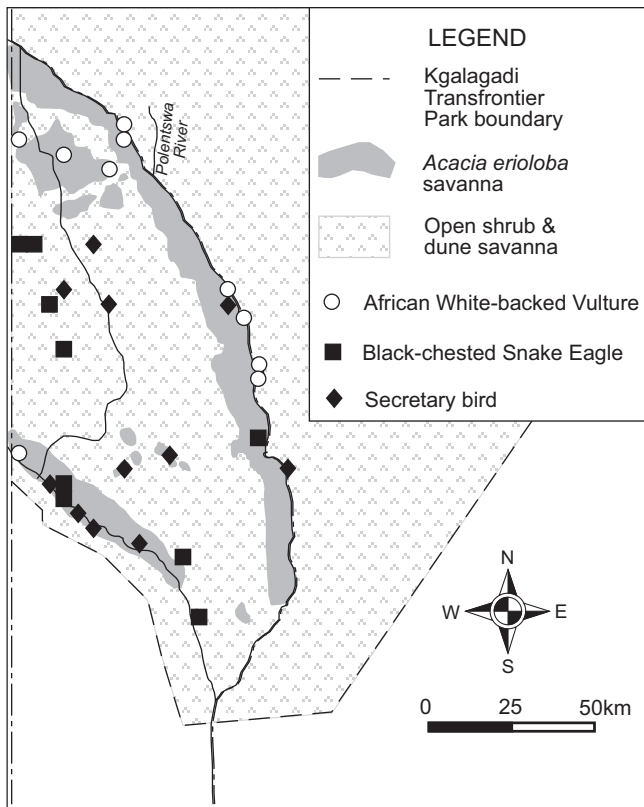 LEGEND
Kgalagadi
Transfrontier
Park boundary
Acacia erioloba
savanna
Open shrub &
dune savanna
African White-backed Vulture
Black-chested Snake Eagle
Secretary bird
Polentswa
River
N
W
E
S
0
25
50km